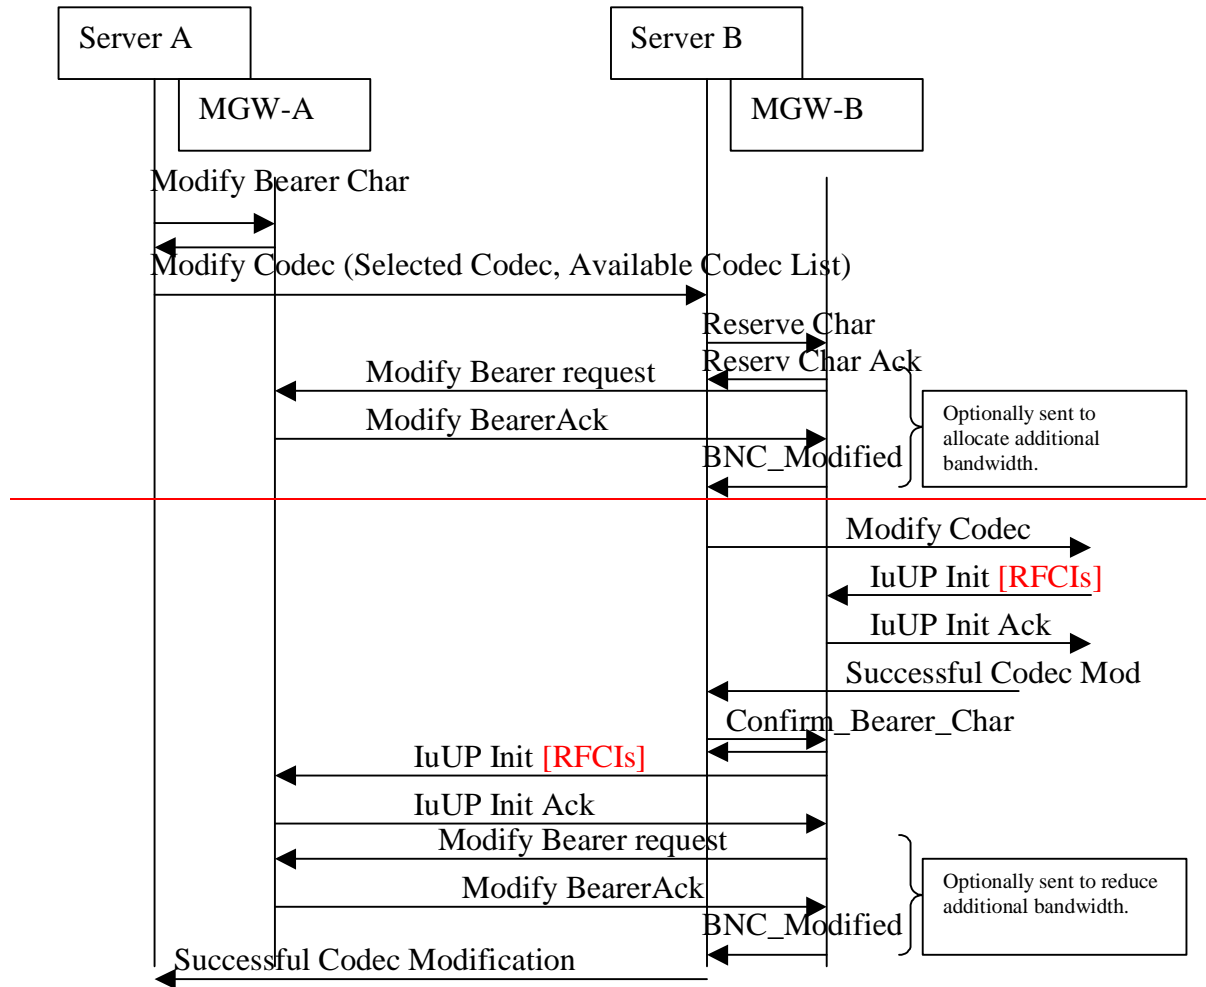 Server A
Server B
MGW-A
MGW-B
Modify Bearer Char
Modify Codec (Selected Codec, Available Codec List)
Reserve Char
Reserv Char Ack
Modify Bearer request
Modify BearerAck
Optionally sent to
allocate additional
bandwidth.
BNC_Modified
Modify Codec
IuUP Init [RFCIs]
IuUP Init Ack
Successful Codec Mod
Confirm_Bearer_Char
IuUP Init [RFCIs]
IuUP Init Ack
Modify Bearer request
Modify BearerAck
Optionally sent to reduce
additional bandwidth.
BNC_Modified
Successful Codec Modification